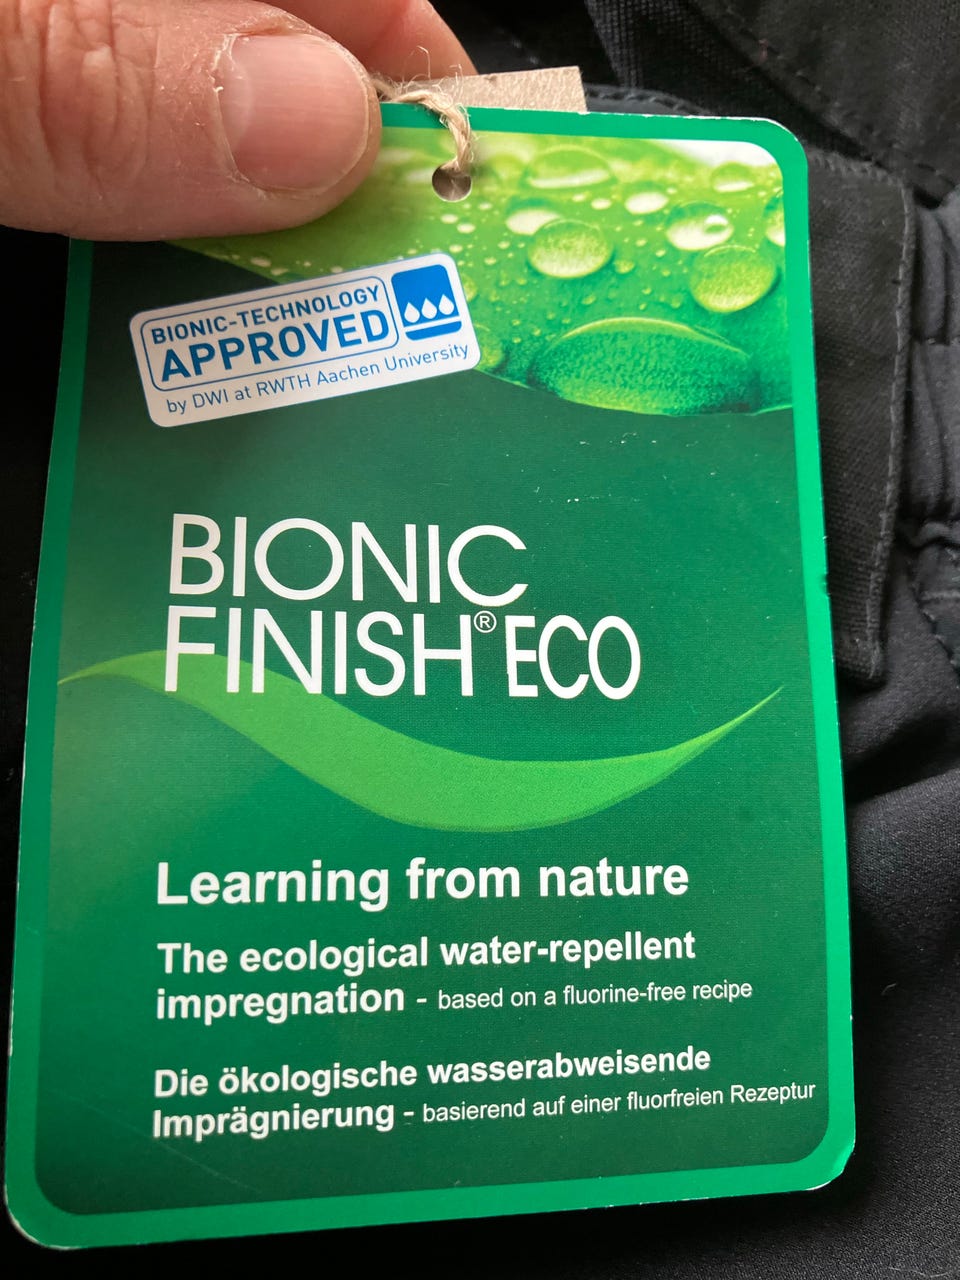 BIONIC-TECHNOLOGY
APPROVED
by DWI at RWTH Aachen University
BIONIC
FINISH® ECO
Learning from nature
The ecological water-repellent
impregnation - based on a fluorine-free recipe
Die ökologische wasserabweisende
Imprägnierung - basierend auf einer fluorfreien Rezeptur